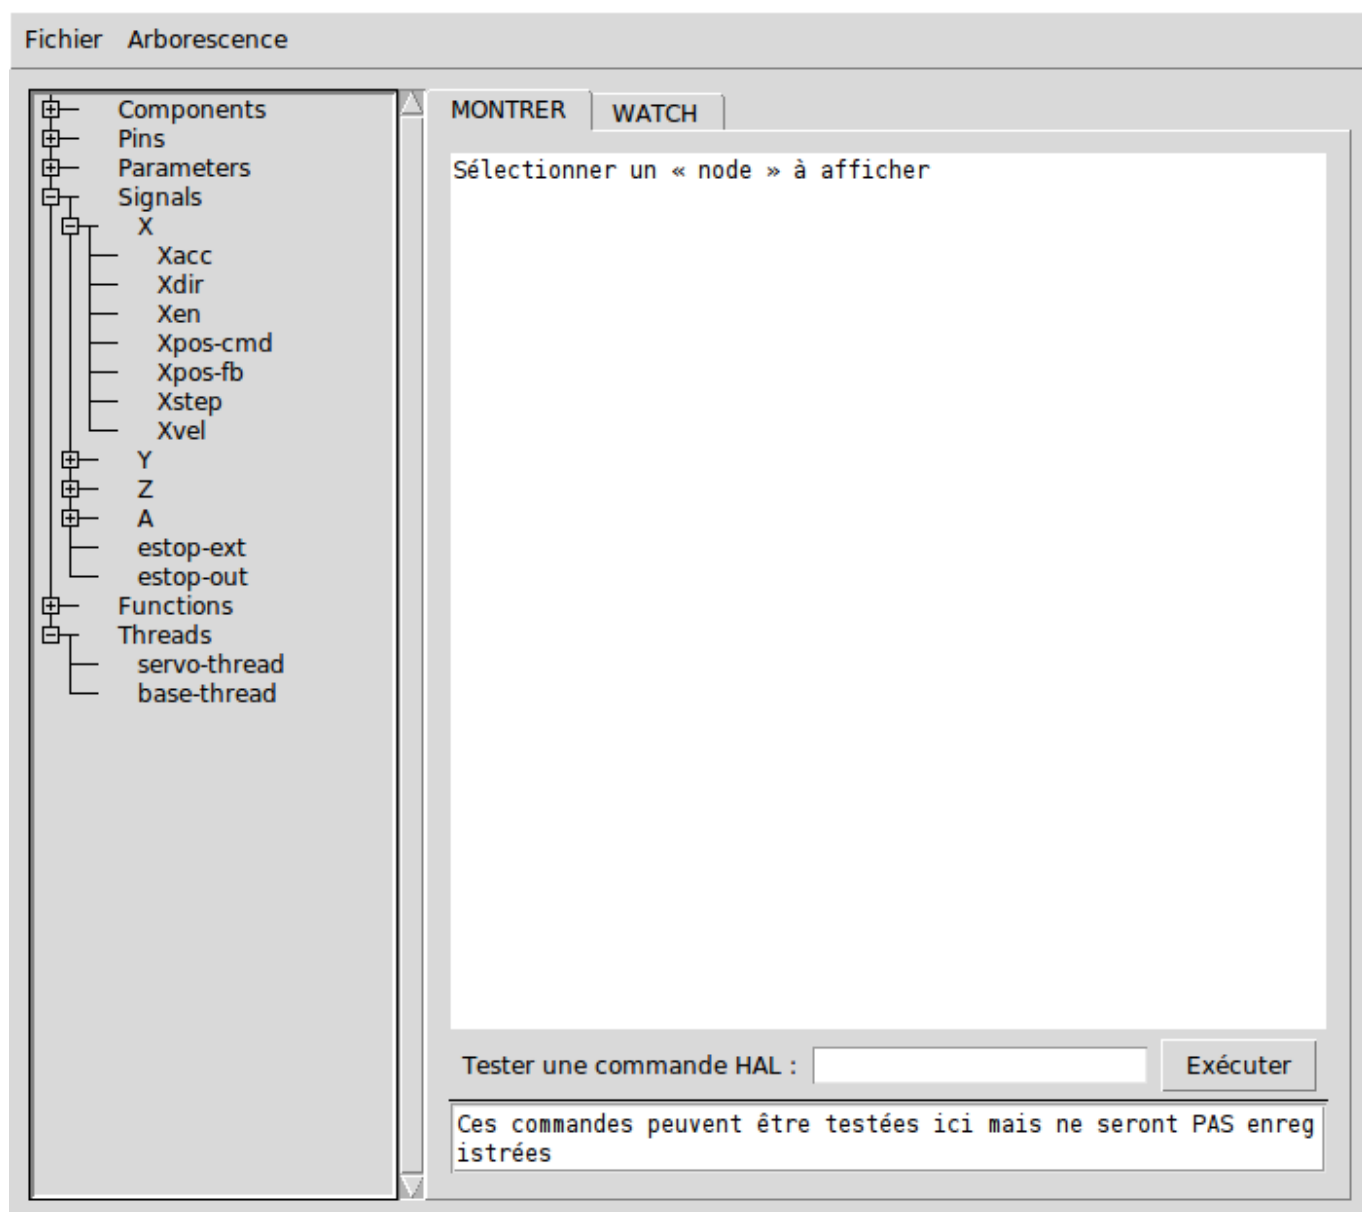 Fichier Arborescence
Components
Pins
Parameters
Signals
X
Xacc
Xdir
Xen
Xpos-cmd
Xpos-fb
Xstep
Xvel
Y
Z
A
estop-ext
estop-out
Functions
Threads
servo-thread
base-thread
MONTRER WATCH
Sélectionner un « node » à afficher
Tester une commande HAL : Exécuter
Ces commandes peuvent être testées ici mais ne seront PAS enreg
istrées